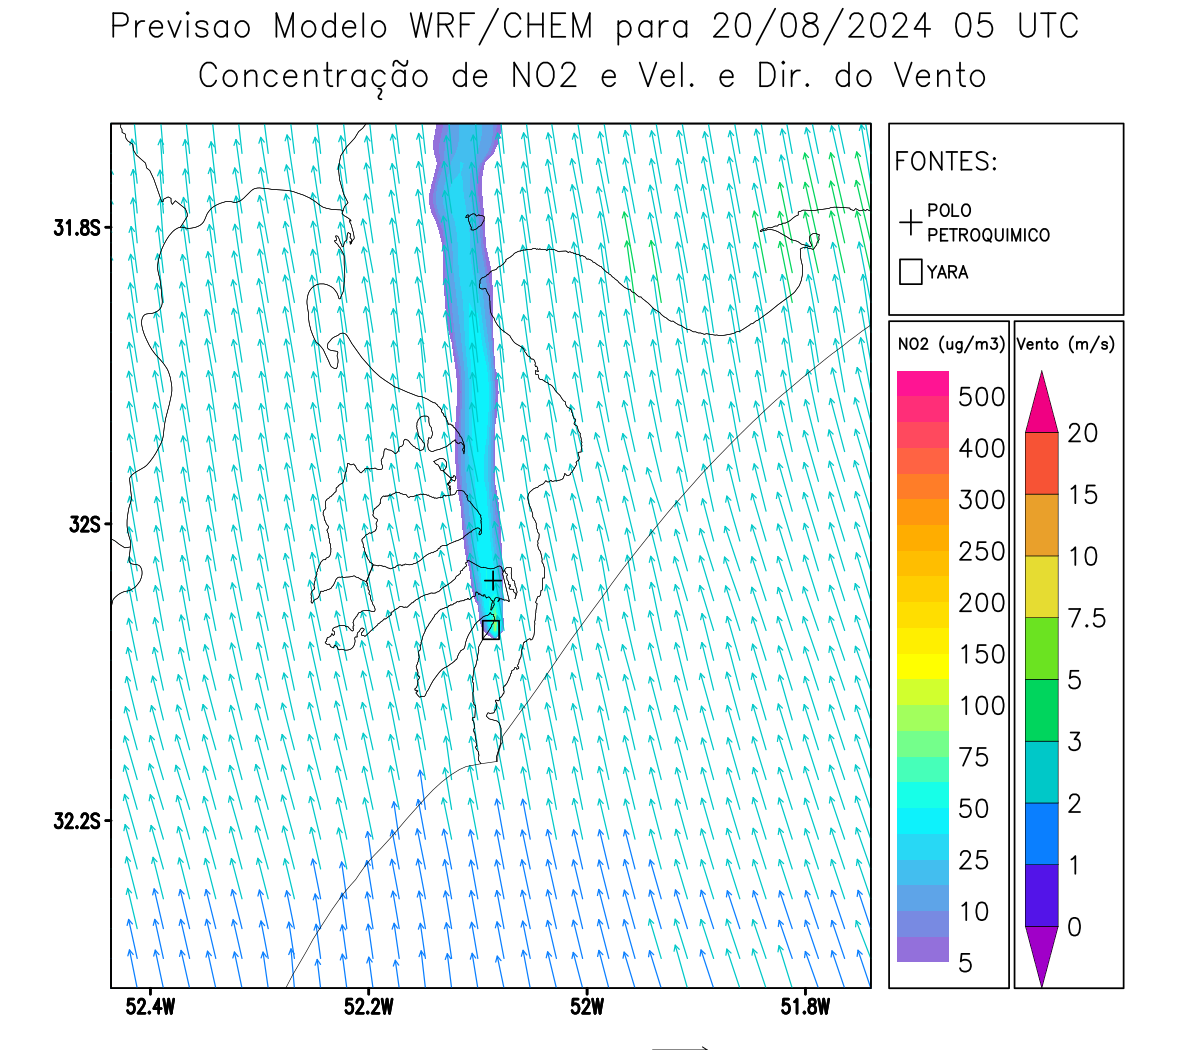 Previsao Modelo WRF/CHEM para 20/08/2024 05 UTC
Concentração de NO2 e Vel. e Dir. do Vento
FONTES:
POLO
PETROQUIMICO
YARA
NO2 (ug/m3)
500
400
300
250
200
150
100
75
50
25
10
5
Vento (m/s)
20
15
10
7.5
5
3
2
1
0
31.8S
32S
32.2S
52.4W
52.2W
52W
51.8W